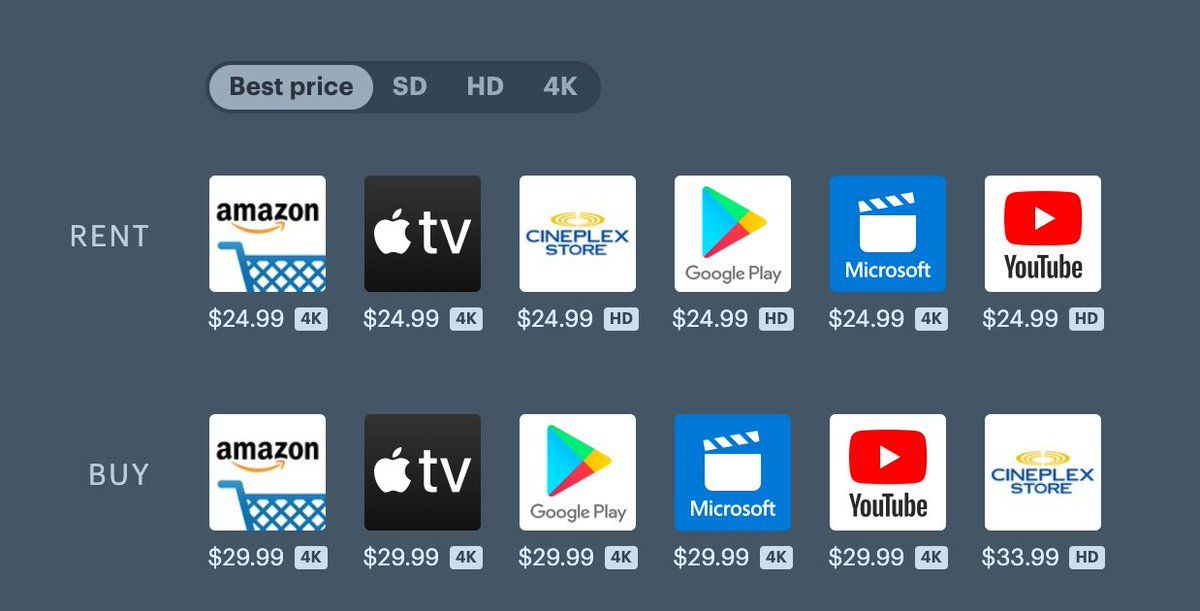 Best price SD HD 4K
RENT
amazon
tv
CINEPLEX
STORE
Google Play
Microsoft
YouTube
$24.99 4K $24.99 4K $24.99 HD $24.99 HD $24.99 4K $24.99 HD
BUY
amazon
tv
Google Play
Microsoft
YouTube
CINEPLEX
STORE
$29.99 4K $29.99 4K $29.99 4K $29.99 4K $29.99 4K $33.99 HD